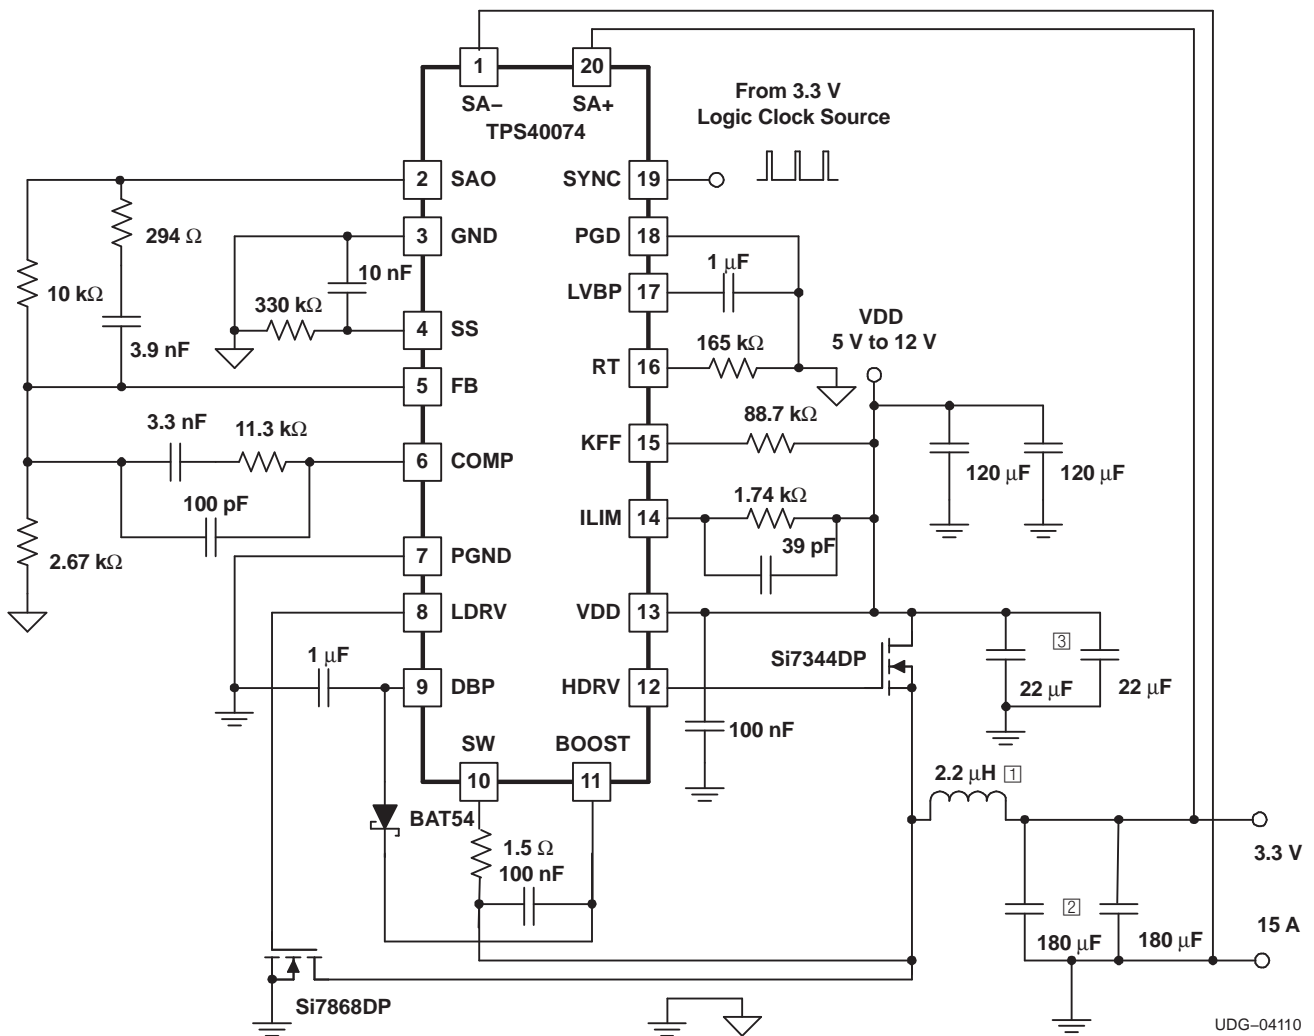 1
20
SA–
SA+
TPS40074
From 3.3 V
Logic Clock Source
2
SAO
SYNC
19
294 Ω
3
GND
PGD
18
10 kΩ
10 nF
1 µF
LVBP
17
330 kΩ
4
SS
3.9 nF
VDD
5 V to 12 V
165 kΩ
RT
16
5
FB
88.7 kΩ
3.3 nF
11.3 kΩ
KFF
15
6
COMP
120 µF
120 µF
100 pF
1.74 kΩ
ILIM
14
39 pF
2.67 kΩ
7
PGND
8
LDRV
VDD
13
Si7344DP
3
1 µF
9
DBP
HDRV
12
22 µF
22 µF
100 nF
SW
BOOST
10
11
2.2 µH 1
BAT54
1.5 Ω
100 nF
3.3 V
2
15 A
180 µF
180 µF
Si7868DP
UDG–04110